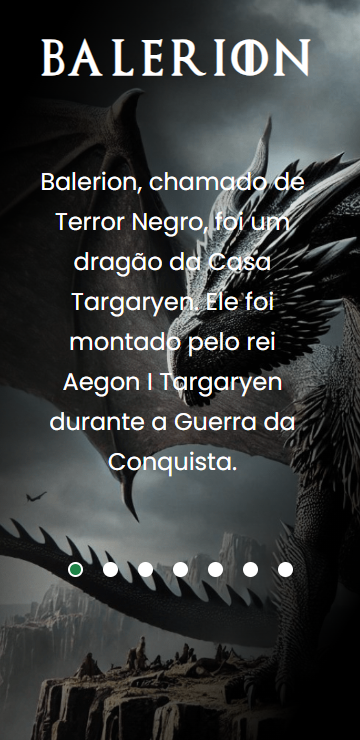 BALERION
Balerion, chamado de
Terror Negro, foi um
dragão da Casa
Targaryen. Ele foi
montado pelo rei
Aegon I Targaryen
durante a Guerra da
Conquista.